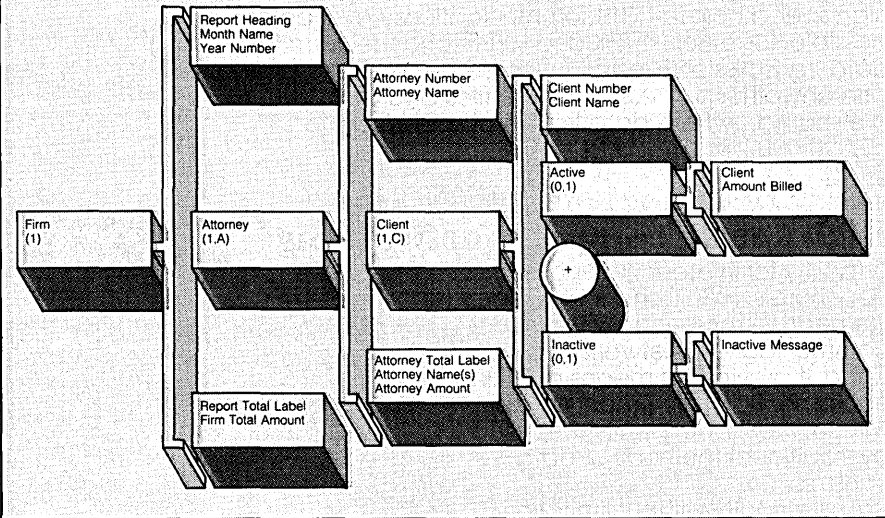 Report Heading
Month Name
Year Number
Attorney Number
Attorney Name
Client Number
Client Name
Active
(0,1)
Client
Amount Billed
Firm
(1)
Attorney
(1,A)
Client
(1,C)
+
Inactive
(0,1)
Inactive Message
Attorney Total Label
Attorney Name(s)
Attorney Amount
Report Total Label
Firm Total Amount